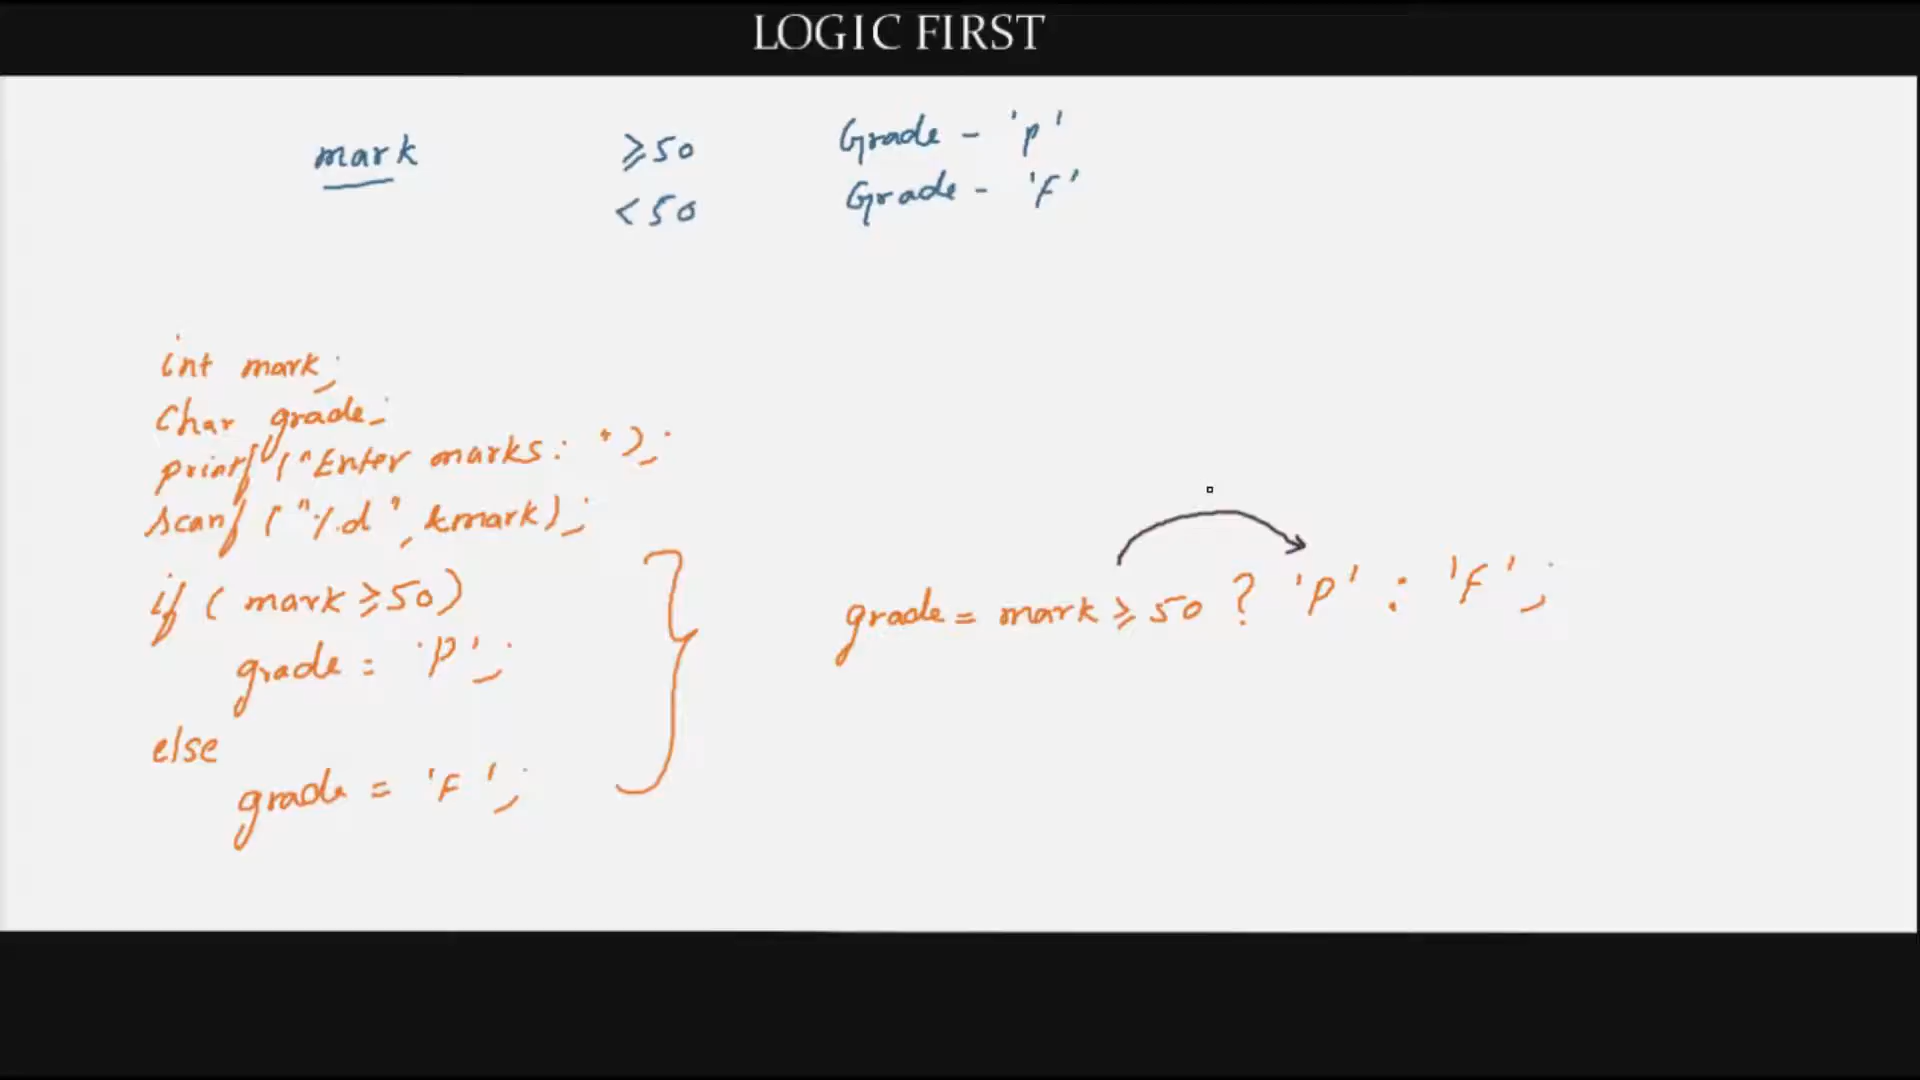 LOGIC FIRST
mark ≥50 Grade - 'P'
<50 Grade - 'F'
int mark;
Char grade;
printf ("Enter marks: ");
scanf ("%d", &mark);
if ( mark ≥50)
grade = 'P';
else
grade = 'F';
grade = mark ≥ 50 ? 'P' : 'F';